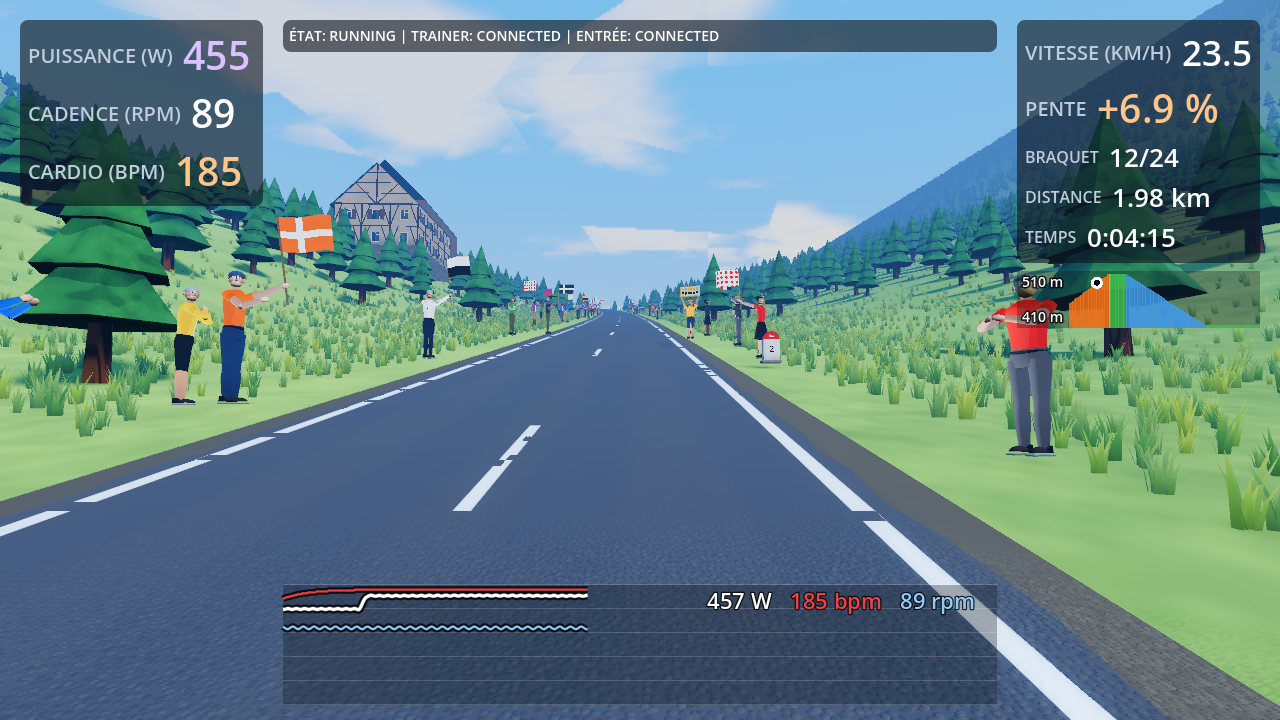 PUISSANCE (W) 455
CADENCE (RPM) 89
CARDIO (BPM) 185
ÉTAT: RUNNING | TRAINER: CONNECTED | ENTRÉE: CONNECTED
VITESSE (KM/H) 23.5
PENTE +6.9 %
BRAQUET 12/24
DISTANCE 1.98 km
TEMPS 0:04:15
510 m
410 m
2
457 W 185 bpm 89 rpm